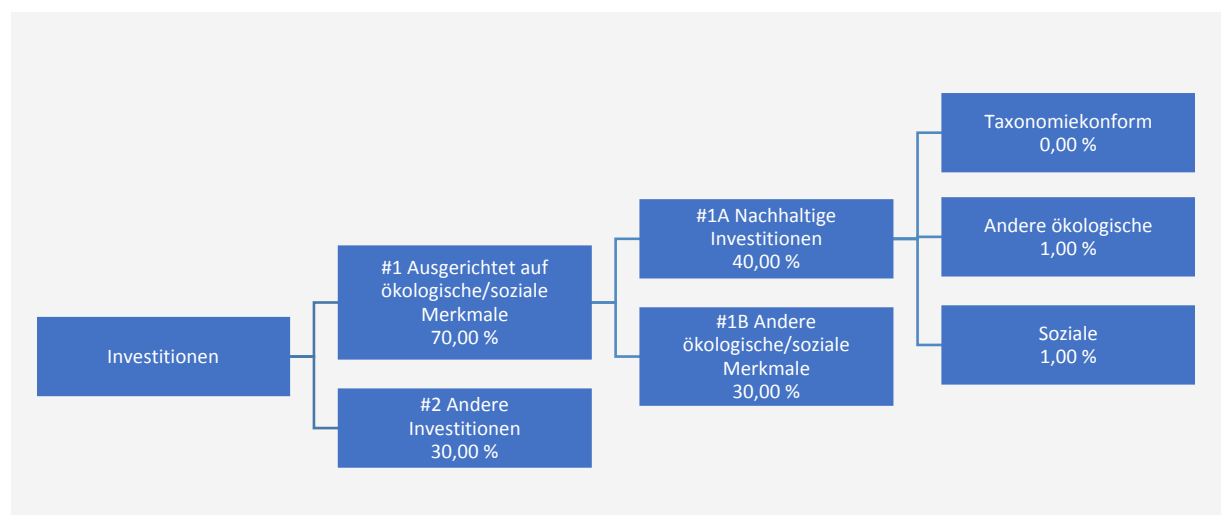 Investitionen
#1 Ausgerichtet auf
ökologische/soziale
Merkmale
70,00 %
#2 Andere
Investitionen
30,00 %
#1A Nachhaltige
Investitionen
40,00 %
#1B Andere
ökologische/soziale
Merkmale
30,00 %
Taxonomiekonform
0,00 %
Andere ökologische
1,00 %
Soziale
1,00 %